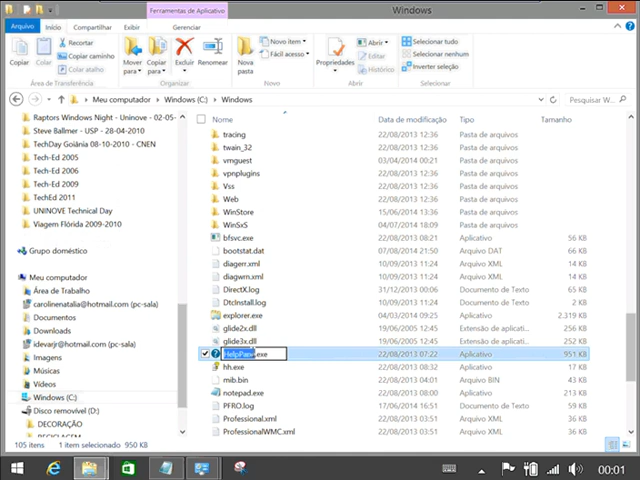 Ferramentas de Aplicativo
Windows
Arquivo Início Compartilhar Exibir Gerenciar
Copiar
Colar
Recortar
Copiar caminho
Colar atalho
Mover para
Copiar para
Excluir
Renomear
Nova pasta
Novo item
Fácil acesso
Propriedades
Abrir
Editar
Histórico
Selecionar tudo
Selecionar nenhum
Inverter seleção
Área de Transferência
Organizar
Novo
Abrir
Selecionar
Meu computador Windows (C:) Windows
Pesquisar W...
Raptors Windows Night - Uninove - 02-05-
Steve Ballmer - USP - 28-04-2010
TechDay Goiânia 08-10-2010 - CNEN
Tech-Ed 2005
Tech-Ed 2006
Tech-Ed 2009
TechEd 2011
UNINOVE Technical Day
Viagem Flórida 2009-2010
Grupo doméstico
Meu computador
Área de Trabalho
carolinenatalia@hotmail.com (pc-sala)
Documents
Downloads
idevarjr@hotmail.com (pc-sala)
Imagens
Músicas
Vídeos
Windows (C:)
Disco removível (D:)
DECORAÇÃO
RECICLAGEM
Nome Data de modificação Tipo Tamanho
tracing 22/08/2013 12:36 Pasta de arquivos
twain_32 22/08/2013 12:36 Pasta de arquivos
vmguest 03/04/2014 00:21 Pasta de arquivos
vpnplugins 22/08/2013 12:36 Pasta de arquivos
Vss 22/08/2013 12:36 Pasta de arquivos
Web 22/08/2013 12:36 Pasta de arquivos
WinStore 15/06/2014 13:36 Pasta de arquivos
WinSxS 04/07/2014 18:09 Pasta de arquivos
bfsvc.exe 22/08/2013 08:21 Aplicativo 56 KB
bootstat.dat 07/08/2014 20:50 Arquivo DAT 66 KB
diagerr.xml 10/09/2013 11:24 Arquivo XML 14 KB
diagwrn.xml 10/09/2013 11:24 Arquivo XML 14 KB
DirectX.log 31/12/2013 00:06 Documento de Texto 65 KB
DtcInstall.log 10/09/2013 11:24 Documento de Texto 3 KB
explorer.exe 04/03/2014 09:25 Aplicativo 2.319 KB
glide2x.dll 19/06/2005 12:45 Extensão de aplicati... 256 KB
glide3x.dll 19/06/2005 12:45 Extensão de aplicati... 252 KB
HelpPane.exe 22/08/2013 07:22 Aplicativo 951 KB
hh.exe 22/08/2013 08:32 Aplicativo 17 KB
mib.bin 22/08/2013 04:01 Arquivo BIN 43 KB
notepad.exe 22/08/2013 08:00 Aplicativo 213 KB
PFRO.log 17/06/2014 16:51 Documento de Texto 59 KB
Professional.xml 22/08/2013 03:51 Arquivo XML 36 KB
ProfessionalWMC.xml 22/08/2013 03:51 Arquivo XML 36 KB
105 itens 1 item selecionado 950 KB
00:01